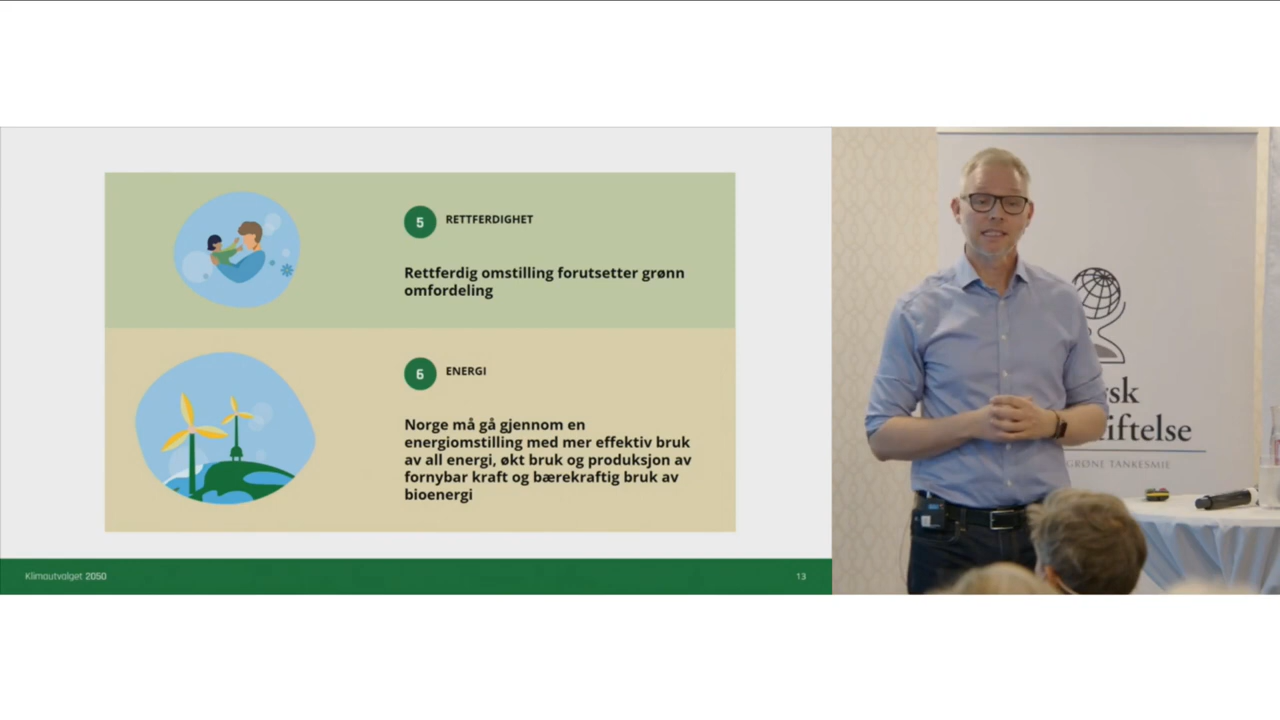 5 RETTFERDIGHET
Rettferdig omstilling forutsetter grønn
omfordeling
6 ENERGI
Norge må gå gjennom en
energiomstilling med mer effektiv bruk
av all energi, økt bruk og produksjon av
fornybar kraft og bærekraftig bruk av
bioenergi
Klimautvalget 2050
13
GRØNE TANKESMIE